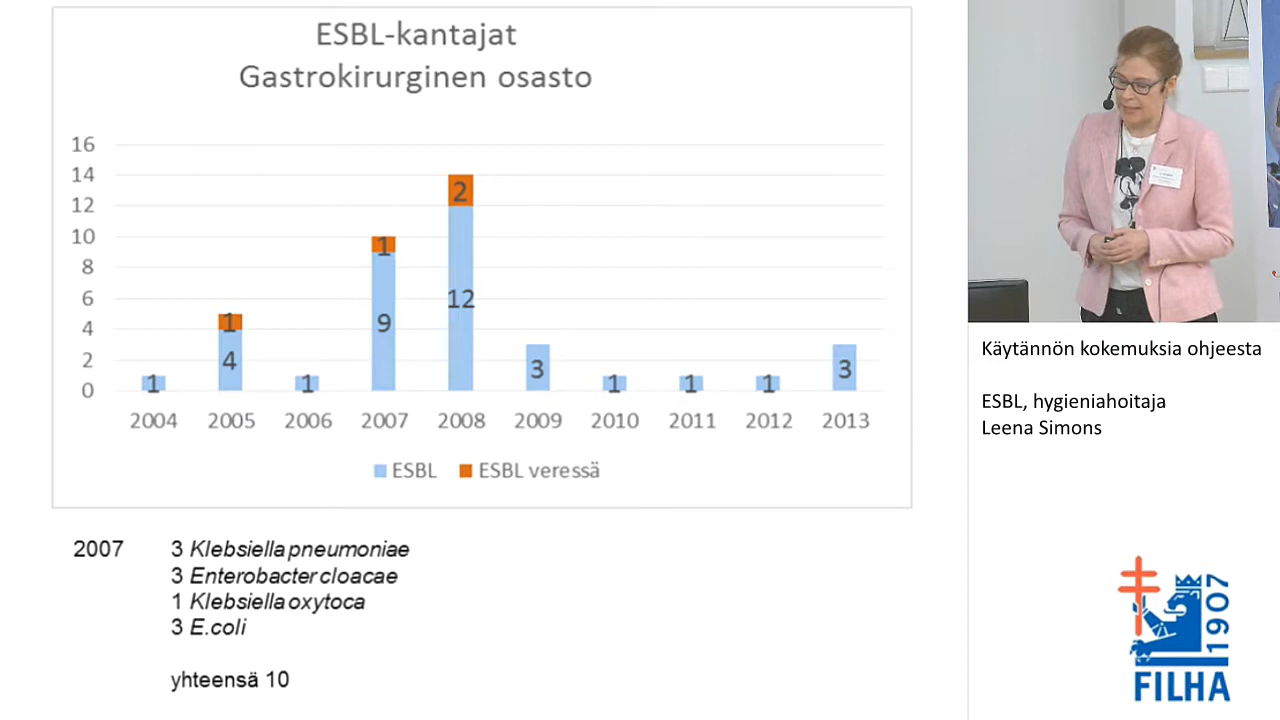 ESBL-kantajat
Gastrokirurginen osasto
16
14
12
10
8
6
4
2
0
1
4
1
1
9
1
12
2
3
1
1
1
3
2004 2005 2006 2007 2008 2009 2010 2011 2012 2013
ESBL ESBL veressä
2007 3 Klebsiella pneumoniae
3 Enterobacter cloacae
1 Klebsiella oxytoca
3 E.coli
yhteensä 10
Käytännön kokemuksia ohjeesta
ESBL, hygieniahoitaja
Leena Simons
1907
FILHA